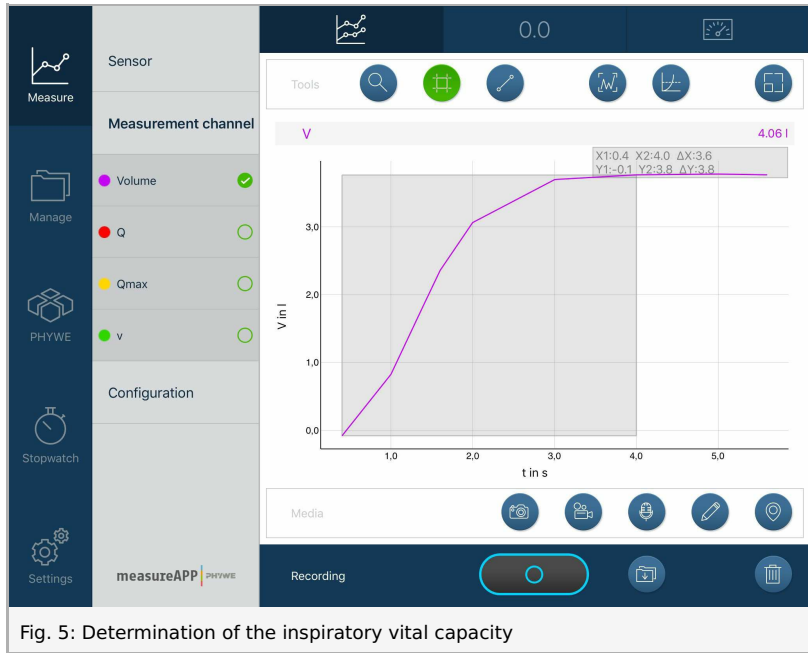 0.0
Measure
Sensor
Tools
Measurement channel
V
4.06 l
X1:0.4 X2:4.0 ΔX:3.6
Y1:-0.1 Y2:3.8 ΔY:3.8
Volume
Manage
Q
Qmax
PHYWE
v
Configuration
Stopwatch
V in l
3,0
2,0
1,0
0,0
1,0
2,0
3,0
4,0
5,0
t in s
Media
Settings
measureAPP PHYWE
Recording
Fig. 5: Determination of the inspiratory vital capacity